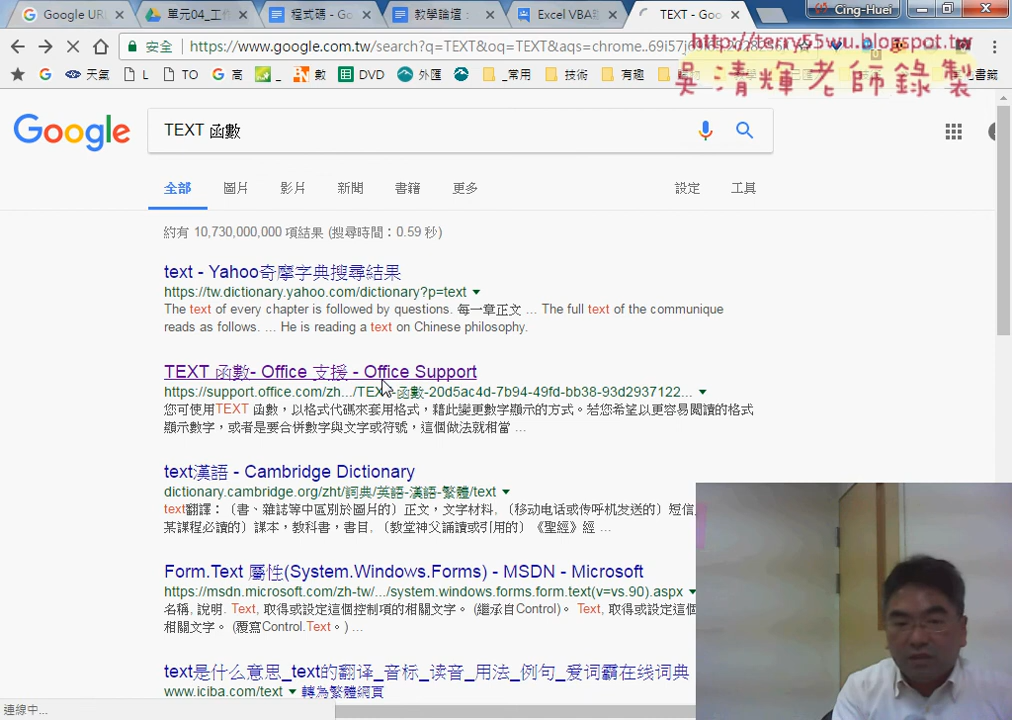 Google UR
單元04_工作
程式碼 - Go
教學論壇：
Excel VBA
TEXT - Goo
Cing-Huei
安全
https://www.google.com.tw/search?q=TEXT&oq=TEXT&aqs=chrome..69i57j
http://terry55wu.blogspot.tw
吳清輝老師錄製
天氣
L
TO
高
數
DVD
外匯
_常用
技術
有趣
書籤
Google
TEXT 函數
全部
圖片
影片
新聞
書籍
更多
設定
工具
約有 10,730,000,000 項結果 (搜尋時間：0.59 秒)
text - Yahoo奇摩字典搜尋結果
https://tw.dictionary.yahoo.com/dictionary?p=text
The text of every chapter is followed by questions. 每一章正文 ... The full text of the communique
reads as follows. ... He is reading a text on Chinese philosophy.
TEXT 函數- Office 支援 - Office Support
https://support.office.com/zh.../TEXT-函數-20d5ac4d-7b94-49fd-bb38-93d2937122...
您可使用TEXT 函數，以格式代碼來套用格式，藉此變更數字顯示的方式。若您希望以更容易閱讀的格式
顯示數字，或者是要合併數字與文字或符號，這個做法就相當 ...
text漢語 - Cambridge Dictionary
dictionary.cambridge.org/zht/詞典/英語-漢語-繁體/text
text翻譯：（書、雜誌等中區別於圖片的）正文，文字材料，（移动电话或传呼机发送的）短信
某課程必讀的）課本，教科書，書目，（教堂神父誦讀或引用的）《聖經》經 ...
Form.Text 屬性(System.Windows.Forms) - MSDN - Microsoft
https://msdn.microsoft.com/zh-tw/.../system.windows.forms.form.text(v=vs.90).aspx
名稱, 說明. Text, 取得或設定這個控制項的相關文字。 (繼承自Control)。 Text, 取得或設定這個
相關文字。 (覆寫Control.Text。) ...
text是什么意思_text的翻译_音标_读音_用法_例句_爱词霸在线词典
www.iciba.com/text
轉為繁體網頁
連線中...